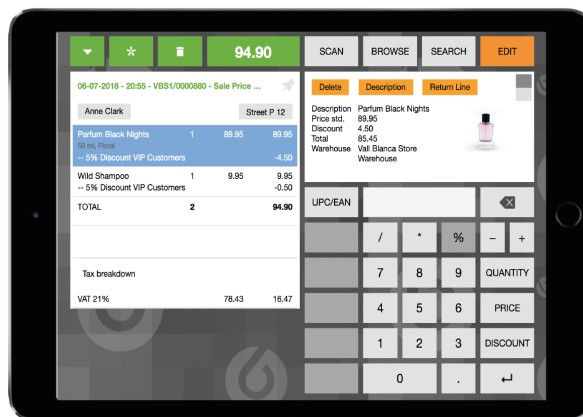 94.90
SCAN BROWSE SEARCH EDIT
06-07-2018 - 20:55 - VBS1/0000880 - Sale Price ...
Anne Clark Street P 12
Parfum Black Nights 1 89.95 89.95
50 ml, Floral
-- 5% Discount VIP Customers -4.50
Wild Shampoo 1 9.95 9.95
-- 5% Discount VIP Customers -0.50
TOTAL 2 94.90
Tax breakdown
VAT 21% 78.43 16.47
Delete Description Return Line
Description Parfum Black Nights
Price std. 89.95
Discount 4.50
Total 85.45
Warehouse Vall Blanca Store
Warehouse
UPC/EAN
/ * % - +
7 8 9 QUANTITY
4 5 6 PRICE
1 2 3 DISCOUNT
0 .